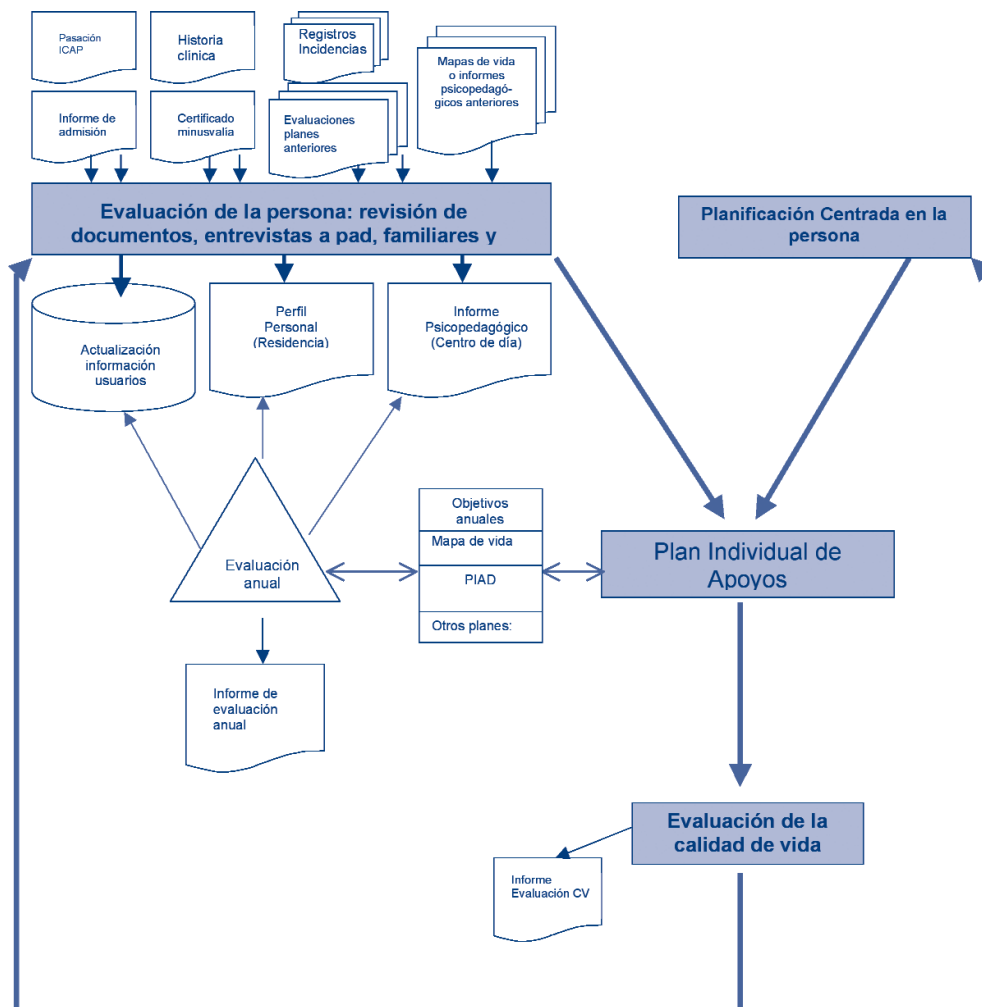 Pasación
ICAP
Historia
clínica
Registros
Incidencias
Mapas de vida
o informes
psicopedagó-
gicos anteriores
Informe de
admisión
Certificado
minusvalía
Evaluaciones
planes
anteriores
Evaluación de la persona: revisión de
documentos, entrevistas a pad, familiares y
Planificación Centrada en la
persona
Actualización
información
usuarios
Perfil
Personal
(Residencia)
Informe
Psicopedagógico
(Centro de día)
Evaluación
anual
Objetivos
anuales
Mapa de vida
PIAD
Otros planes:
Plan Individual de
Apoyos
Informe de
evaluación
anual
Evaluación de la
calidad de vida
Informe
Evaluación CV